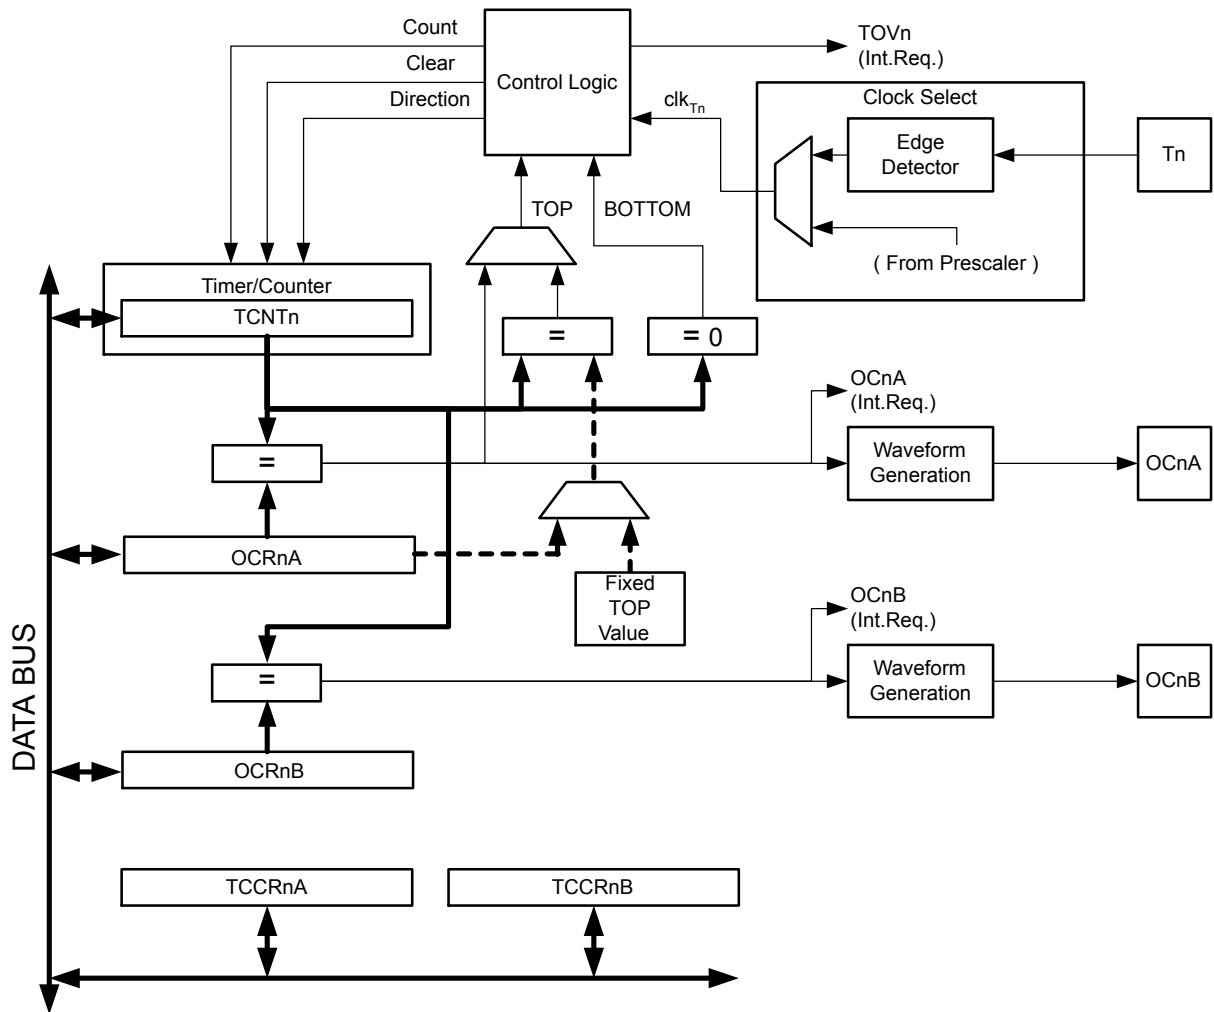 Count
TOVn
(Int.Req.)
Clear
Control Logic
Direction
clkTn
Clock Select
Edge
Detector
Tn
TOP
BOTTOM
( From Prescaler )
Timer/Counter
TCNTn
=
= 0
OCnA
(Int.Req.)
=
Waveform
Generation
OCnA
OCRnA
Fixed
TOP
Value
OCnB
(Int.Req.)
=
Waveform
Generation
OCnB
DATA BUS
OCRnB
TCCRnA
TCCRnB